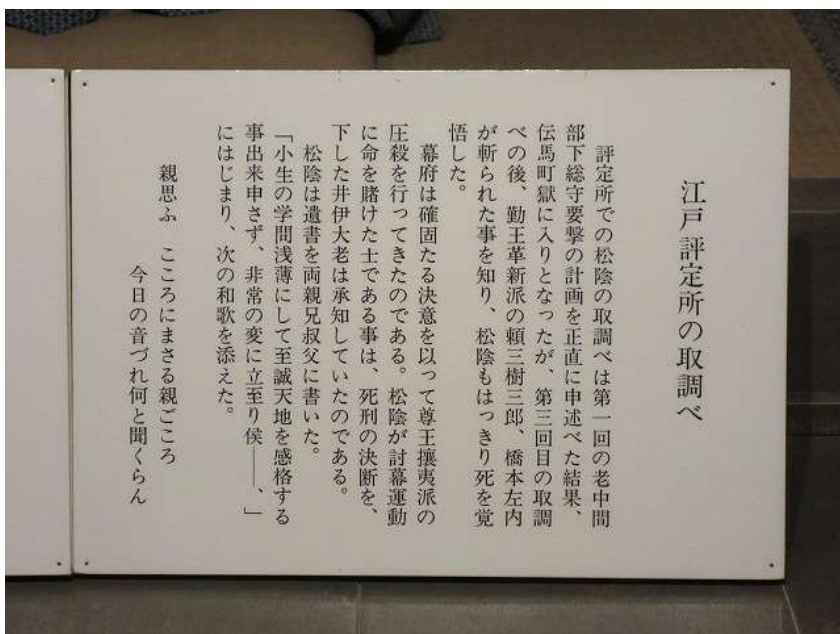 江戸評定所の取調べ
評定所での松陰の取調べは第一回の老中間
部下総守要撃の計画を正直に申述べた結果、
伝馬町獄に入りとなったが、第三回目の取調
べの後、勤王革新派の頼三樹三郎、橋本左内
が斬られた事を知り、松陰もはっきり死を覚
悟した。
幕府は確固たる決意を以って尊王攘夷派の
圧殺を行ってきたのである。松陰が討幕運動
に命を賭けた士である事は、死刑の決断を、
下した井伊大老は承知していたのである。
松陰は遺書を両親兄叔父に書いた。
「小生の学問浅薄にして至誠天地を感格する
事出来申さず、非常の変に立至り候――、」
にはじまり、次の和歌を添えた。
親思ふ こころにまさる親ごころ
今日の音づれ何と聞くらん